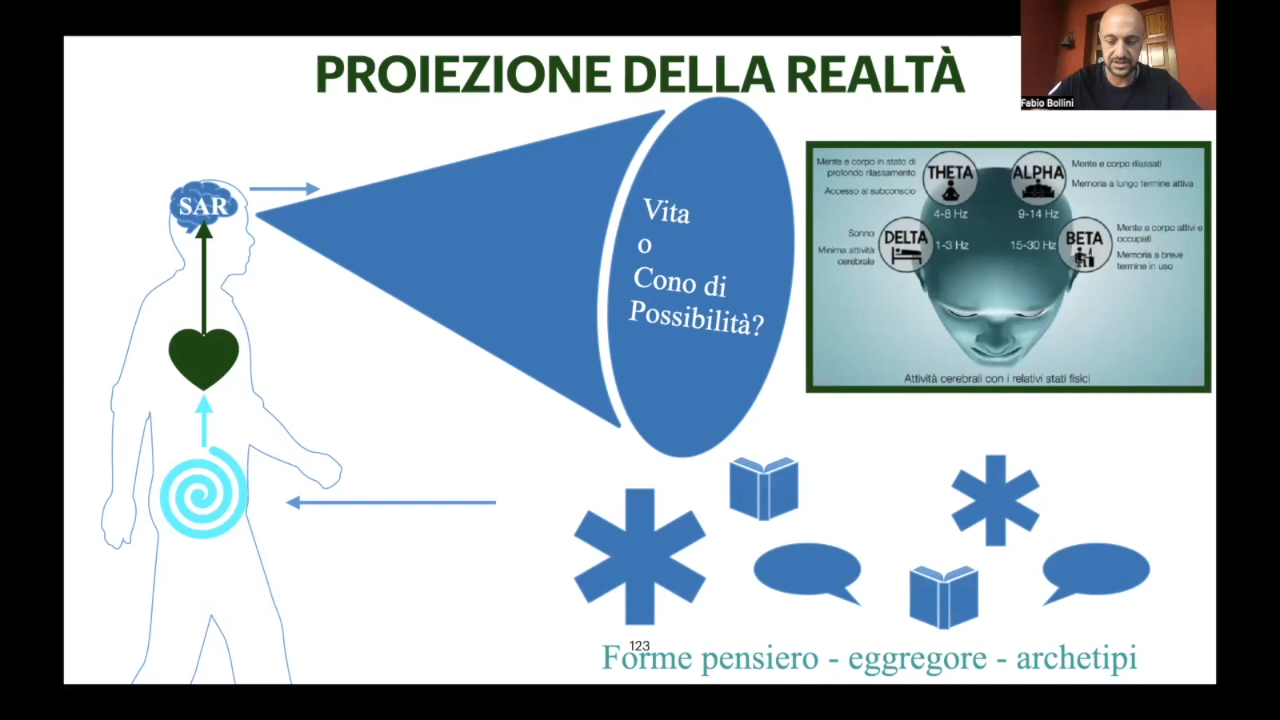 PROIEZIONE DELLA REALTÀ
Fabio Bollini
SAR
Vita
o
Cono di
Possibilità?
Mente e corpo in stato di
profondo rilassamento
Accesso al subconscio
THETA
4-8 Hz
ALPHA
9-14 Hz
Mente e corpo rilassati
Memoria a lungo termine attiva
Sonno
Minima attività
cerebrale
DELTA
1-3 Hz
15-30 Hz
BETA
Mente e corpo attivi e
occupati
Memoria a breve
termine in uso
Attività cerebrali con i relativi stati fisici
123
Forme pensiero - eggregore - archetipi